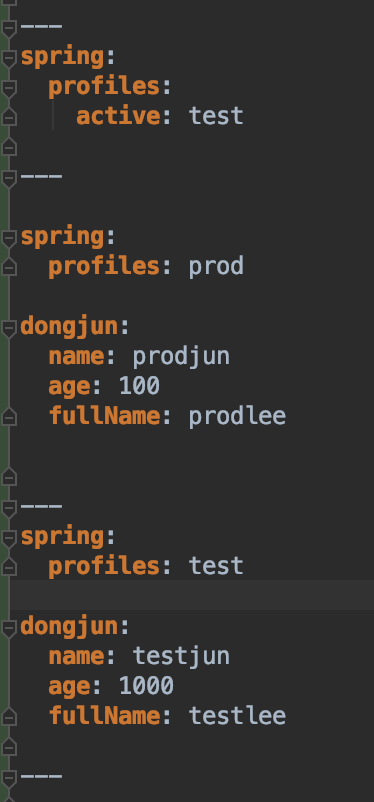 ---
spring:
  profiles:
    active: test
---
spring:
  profiles: prod
dongjun:
  name: prodjun
  age: 100
  fullName: prodlee
---
spring:
  profiles: test
dongjun:
  name: testjun
  age: 1000
  fullName: testlee
---